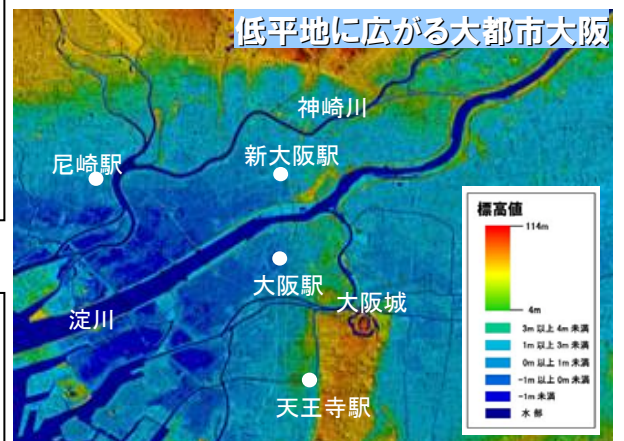 低平地に広がる大都市大阪
神崎川
尼崎駅
新大阪駅
大阪駅
大阪城
淀川
天王寺駅
標高値
114m
4m
3m 以上 4m 未満
1m 以上 3m 未満
0m 以上 1m 未満
-1m 以上 0m 未満
-1m 未満
水 部